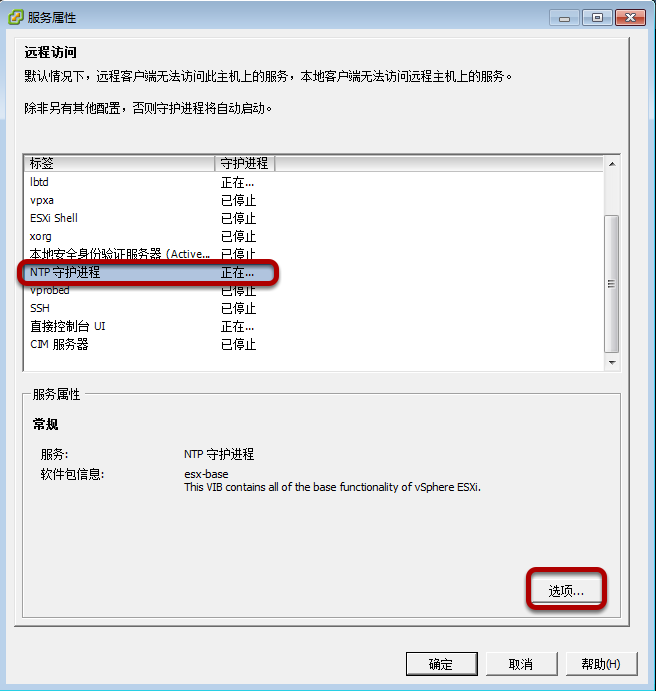 服务属性
远程访问
默认情况下，远程客户端无法访问此主机上的服务，本地客户端无法访问远程主机上的服务。
除非另有其他配置，否则守护进程将自动启动。
标签 守护进程
lbtd 正在...
vpxa 已停止
ESXi Shell 已停止
xorg 已停止
本地安全身份验证服务器 (Active... 已停止
NTP 守护进程 正在...
vprobed 已停止
SSH 已停止
直接控制台 UI 正在...
CIM 服务器 已停止
服务属性
常规
服务: NTP 守护进程
软件包信息: esx-base
This VIB contains all of the base functionality of vSphere ESXi.
选项...
确定 取消 帮助(H)